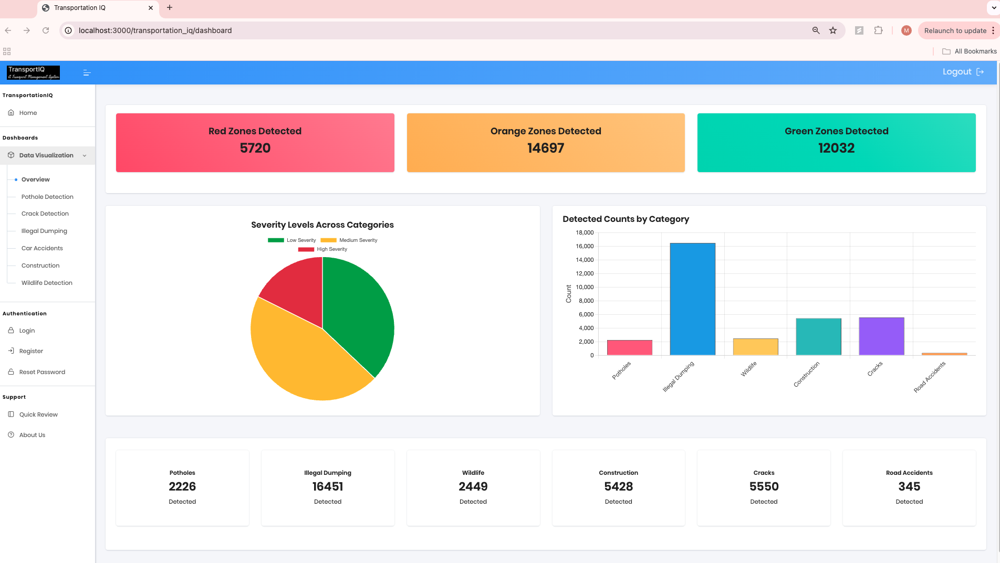 Transportation IQ
localhost:3000/transportation_iq/dashboard
M
Relaunch to update
All Bookmarks
TransportIQ
A Transport Management System
Logout
TransportationIQ
Home
Dashboards
Data Visualization
Overview
Pothole Detection
Crack Detection
Illegal Dumping
Car Accidents
Construction
Wildlife Detection
Authentication
Login
Register
Reset Password
Support
Quick Review
About Us
Red Zones Detected
5720
Orange Zones Detected
14697
Green Zones Detected
12032
Severity Levels Across Categories
Low Severity
Medium Severity
High Severity
Detected Counts by Category
Count
18,000
16,000
14,000
12,000
10,000
8,000
6,000
4,000
2,000
0
Potholes
Illegal Dumping
Wildlife
Construction
Cracks
Road Accidents
Potholes
2226
Detected
Illegal Dumping
16451
Detected
Wildlife
2449
Detected
Construction
5428
Detected
Cracks
5550
Detected
Road Accidents
345
Detected